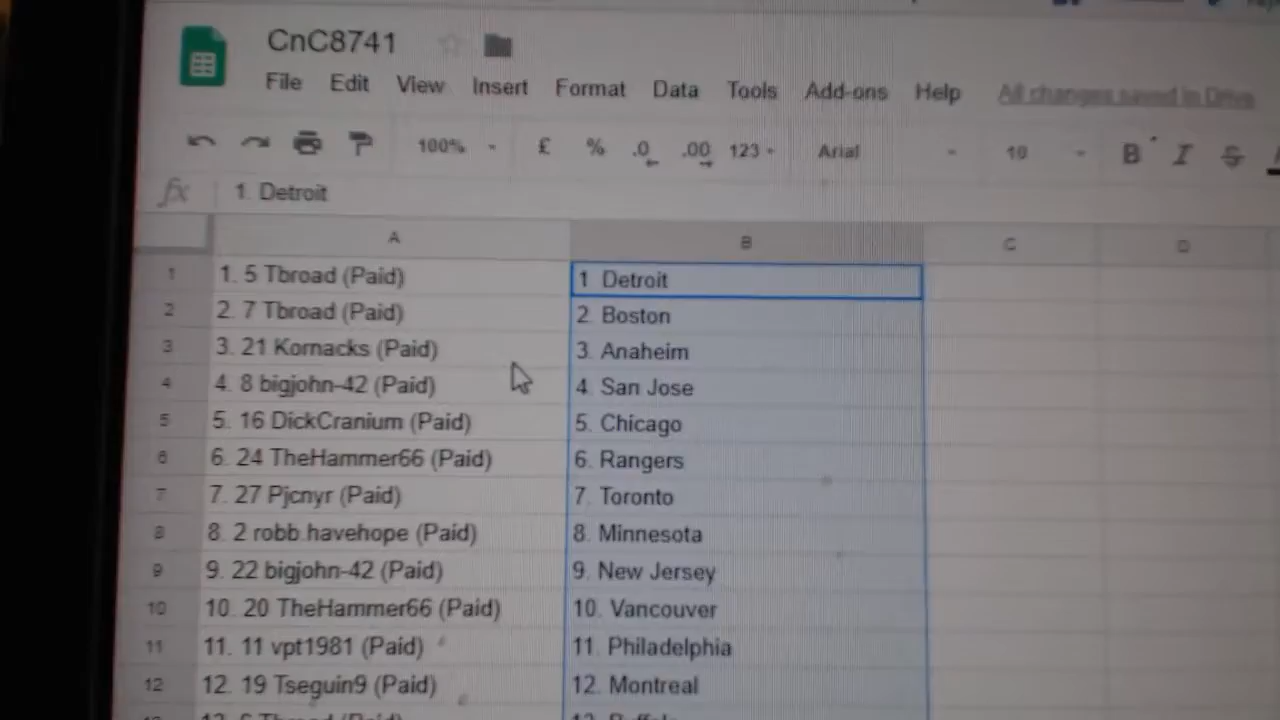 CnC8741
File Edit View Insert Format Data Tools Add-ons Help All changes saved in Drive
100% £ % .0 .00 123 Arial 10 B I S
fx 1. Detroit
A B C D
1 1. 5 Tbroad (Paid) 1 Detroit
2 2. 7 Tbroad (Paid) 2. Boston
3 3. 21 Kornacks (Paid) 3. Anaheim
4 4. 8 bigjohn-42 (Paid) 4. San Jose
5 5. 16 DickCranium (Paid) 5. Chicago
6 6. 24 TheHammer66 (Paid) 6. Rangers
7 7. 27 Pjcnyr (Paid) 7. Toronto
8 8. 2 robb.havehope (Paid) 8. Minnesota
9 9. 22 bigjohn-42 (Paid) 9. New Jersey
10 10. 20 TheHammer66 (Paid) 10. Vancouver
11 11. 11 vpt1981 (Paid) 11. Philadelphia
12 12. 19 Tseguin9 (Paid) 12. Montreal